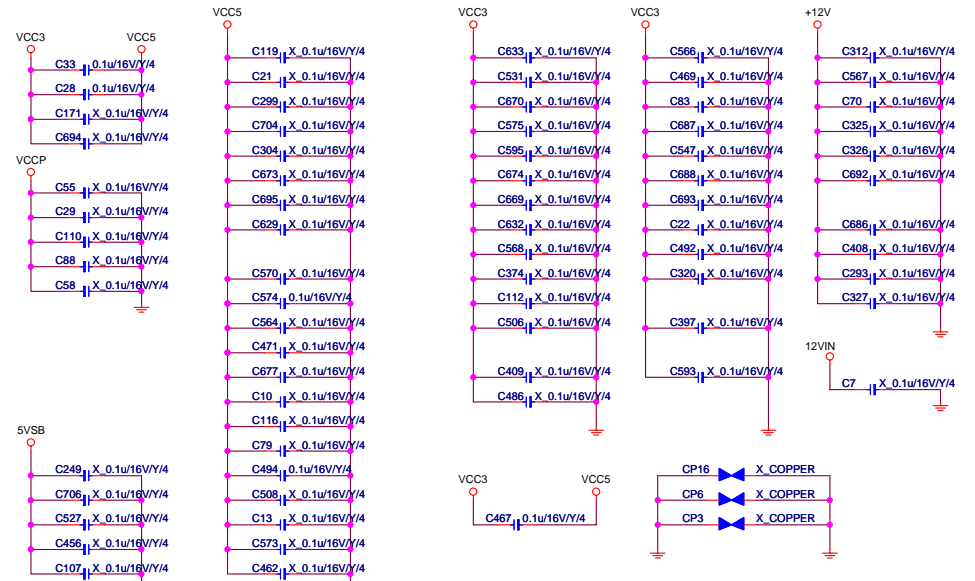 VCC3 VCC5
C33 0.1u/16V/Y/4
C28 0.1u/16V/Y/4
C171 X_0.1u/16V/Y/4
C694 X_0.1u/16V/Y/4
VCCP
C55 X_0.1u/16V/Y/4
C29 X_0.1u/16V/Y/4
C110 X_0.1u/16V/Y/4
C88 X_0.1u/16V/Y/4
C58 X_0.1u/16V/Y/4
5VSB
C249 X_0.1u/16V/Y/4
C706 X_0.1u/16V/Y/4
C527 X_0.1u/16V/Y/4
C456 X_0.1u/16V/Y/4
C107 X_0.1u/16V/Y/4
VCC5
C119 X_0.1u/16V/Y/4
C21 X_0.1u/16V/Y/4
C299 X_0.1u/16V/Y/4
C704 X_0.1u/16V/Y/4
C304 X_0.1u/16V/Y/4
C673 X_0.1u/16V/Y/4
C695 X_0.1u/16V/Y/4
C629 X_0.1u/16V/Y/4
C570 X_0.1u/16V/Y/4
C574 0.1u/16V/Y/4
C564 X_0.1u/16V/Y/4
C471 X_0.1u/16V/Y/4
C677 X_0.1u/16V/Y/4
C10 X_0.1u/16V/Y/4
C116 X_0.1u/16V/Y/4
C79 X_0.1u/16V/Y/4
C494 0.1u/16V/Y/4
C508 X_0.1u/16V/Y/4
C13 X_0.1u/16V/Y/4
C573 X_0.1u/16V/Y/4
C462 X_0.1u/16V/Y/4
VCC3
C633 X_0.1u/16V/Y/4
C531 X_0.1u/16V/Y/4
C670 X_0.1u/16V/Y/4
C575 X_0.1u/16V/Y/4
C595 X_0.1u/16V/Y/4
C674 X_0.1u/16V/Y/4
C669 X_0.1u/16V/Y/4
C632 X_0.1u/16V/Y/4
C568 X_0.1u/16V/Y/4
C374 X_0.1u/16V/Y/4
C112 X_0.1u/16V/Y/4
C506 X_0.1u/16V/Y/4
C409 X_0.1u/16V/Y/4
C486 X_0.1u/16V/Y/4
VCC3 VCC5
C467 0.1u/16V/Y/4
VCC3
C566 X_0.1u/16V/Y/4
C469 X_0.1u/16V/Y/4
C83 X_0.1u/16V/Y/4
C687 X_0.1u/16V/Y/4
C547 X_0.1u/16V/Y/4
C688 X_0.1u/16V/Y/4
C693 X_0.1u/16V/Y/4
C22 X_0.1u/16V/Y/4
C492 X_0.1u/16V/Y/4
C320 X_0.1u/16V/Y/4
C397 X_0.1u/16V/Y/4
C593 X_0.1u/16V/Y/4
CP16 X_COPPER
CP6 X_COPPER
CP3 X_COPPER
+12V
C312 X_0.1u/16V/Y/4
C567 X_0.1u/16V/Y/4
C70 X_0.1u/16V/Y/4
C325 X_0.1u/16V/Y/4
C326 X_0.1u/16V/Y/4
C692 X_0.1u/16V/Y/4
C686 X_0.1u/16V/Y/4
C408 X_0.1u/16V/Y/4
C293 X_0.1u/16V/Y/4
C327 X_0.1u/16V/Y/4
12VIN
C7 X_0.1u/16V/Y/4